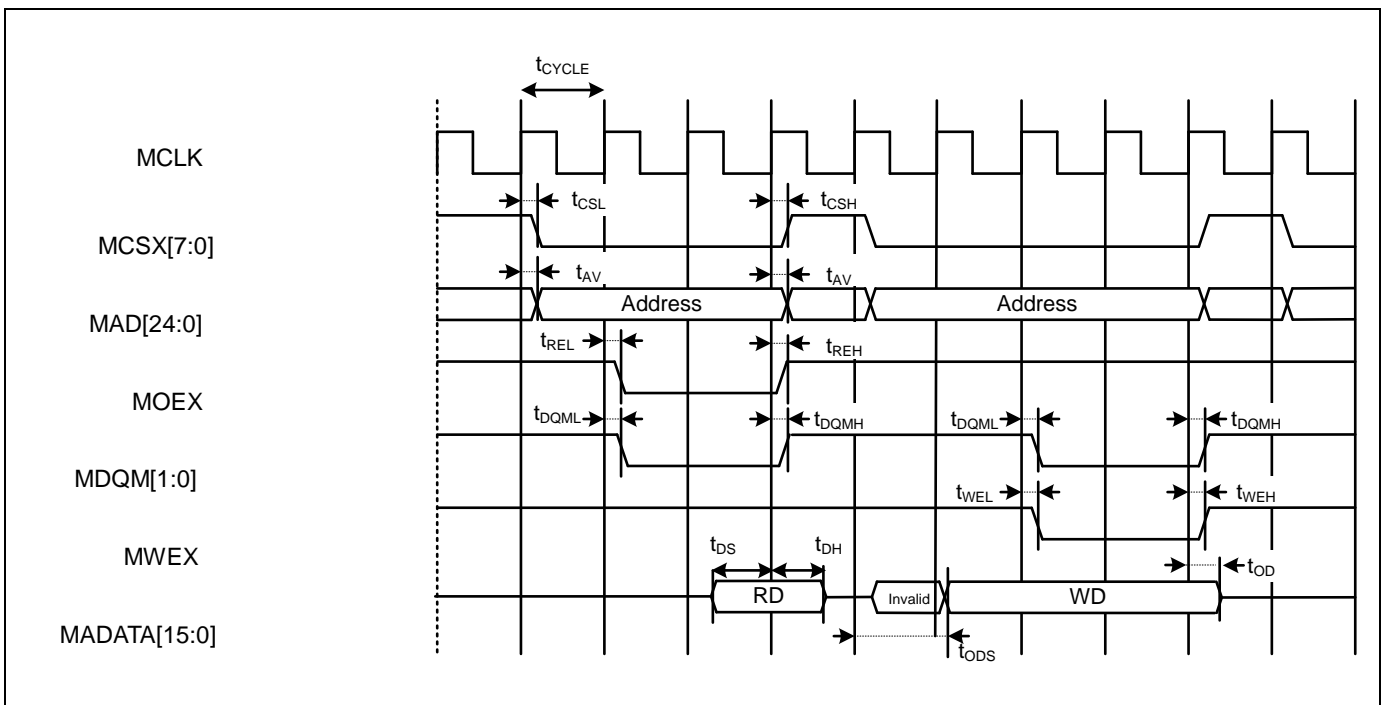 tCYCLE
MCLK
tCSL tCSH
MCSX[7:0]
tAV tAV
Address Address
MAD[24:0]
tREL tREH
MOEX
tDQML tDQMH tDQML tDQMH
MDQM[1:0]
tWEL tWEH
MWEX
tDS tDH
tOD
RD Invalid WD
MADATA[15:0]
tODS